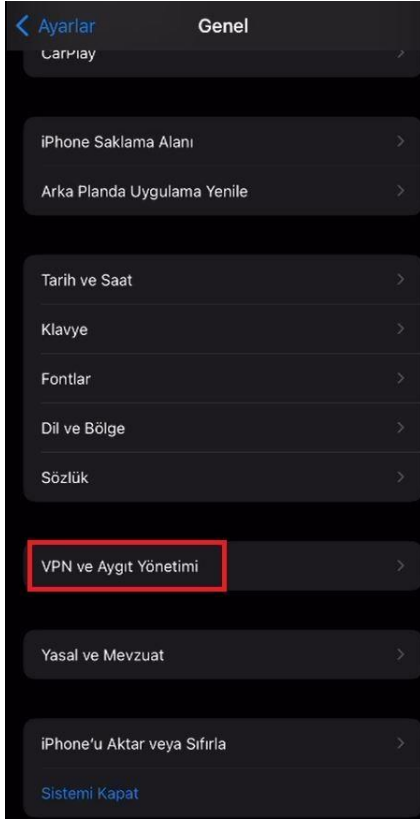 Ayarlar
Genel
CarPlay
iPhone Saklama Alanı
Arka Planda Uygulama Yenile
Tarih ve Saat
Klavye
Fontlar
Dil ve Bölge
Sözlük
VPN ve Aygıt Yönetimi
Yasal ve Mevzuat
iPhone’u Aktar veya Sıfırla
Sistemi Kapat